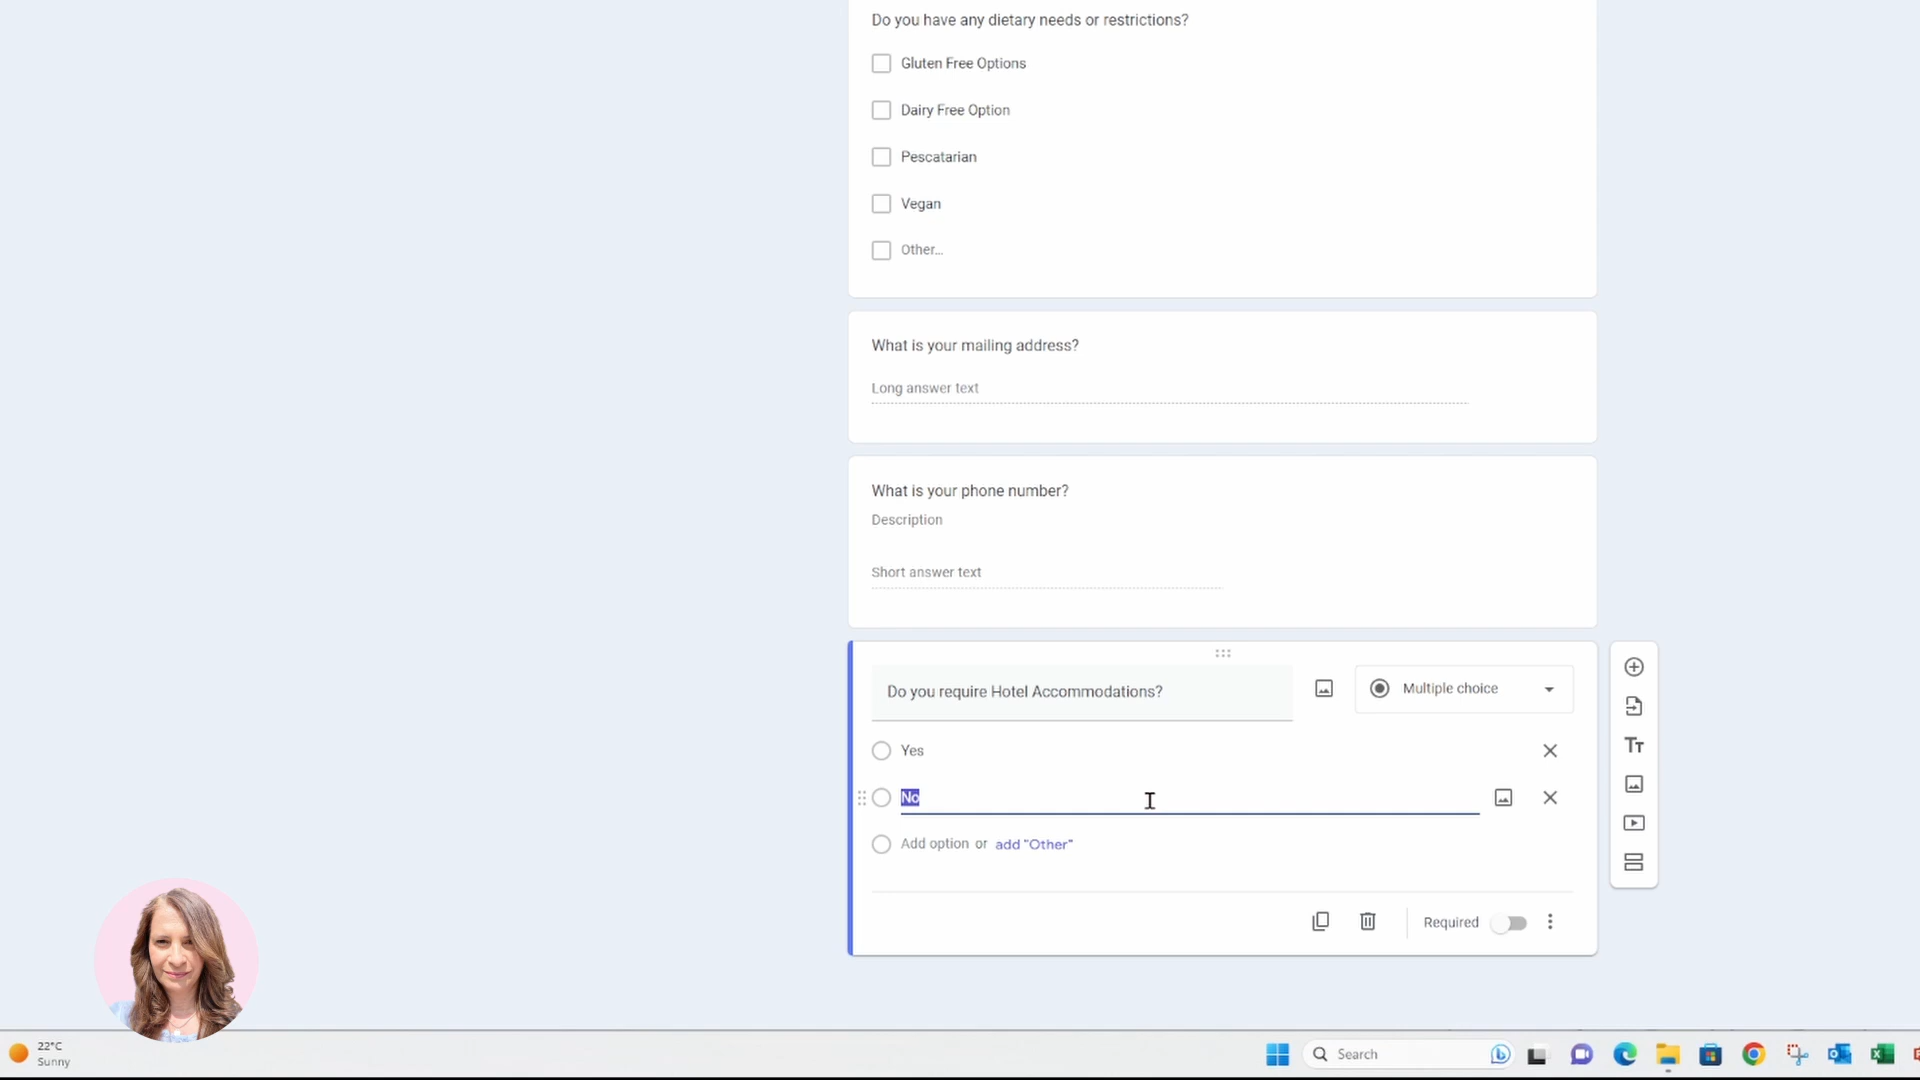 Do you have any dietary needs or restrictions?
Gluten Free Options
Dairy Free Option
Pescatarian
Vegan
Other...
What is your mailing address?
Long answer text
What is your phone number?
Description
Short answer text
Do you require Hotel Accommodations?
Multiple choice
Yes
No
Add option or add "Other"
Required
22°C
Sunny
Search